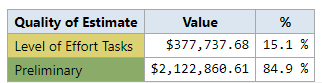 Quality of Estimate Value %
Level of Effort Tasks $377,737.68 15.1 %
Preliminary $2,122,860.61 84.9 %